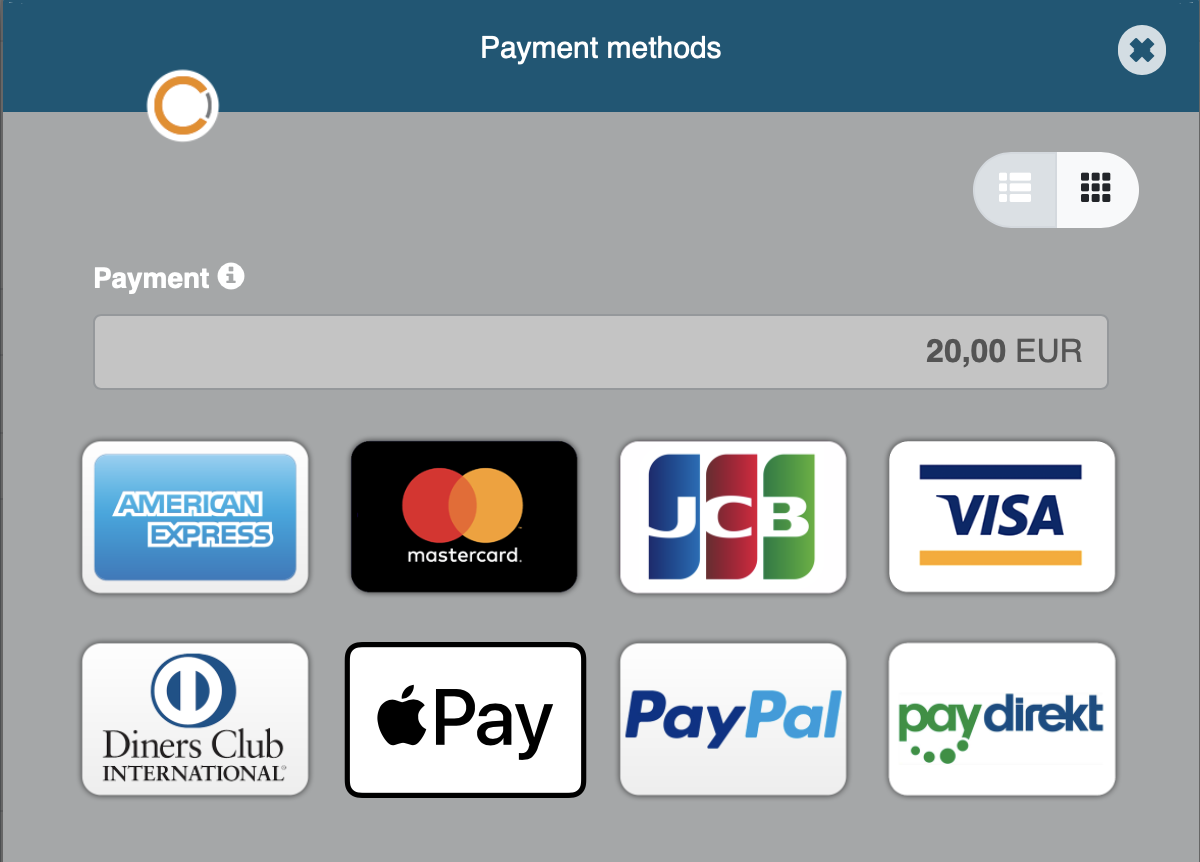 Payment methods
Payment
20,00 EUR
AMERICAN
EXPRESS
mastercard.
JCB
VISA
Diners Club
INTERNATIONAL
Pay
PayPal
paydirekt